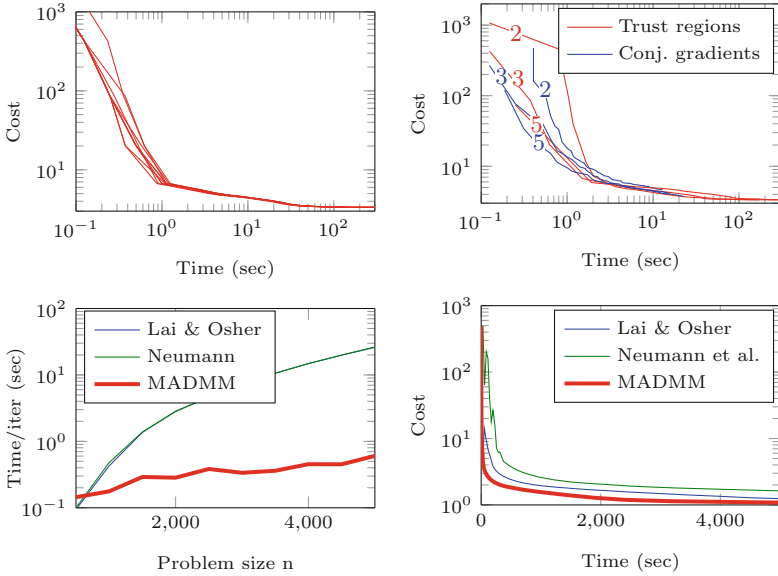 10^3
10^2
10^1
Cost
10^-1
10^0
10^1
10^2
Time (sec)
10^3
10^2
10^1
Cost
2
3
3
2
5
5
Trust regions
Conj. gradients
10^-1
10^0
10^1
10^2
Time (sec)
10^2
10^1
10^0
10^-1
Time/iter (sec)
Lai & Osher
Neumann
MADMM
2,000
4,000
Problem size n
10^3
10^2
10^1
10^0
Cost
Lai & Osher
Neumann et al.
MADMM
0
2,000
4,000
Time (sec)